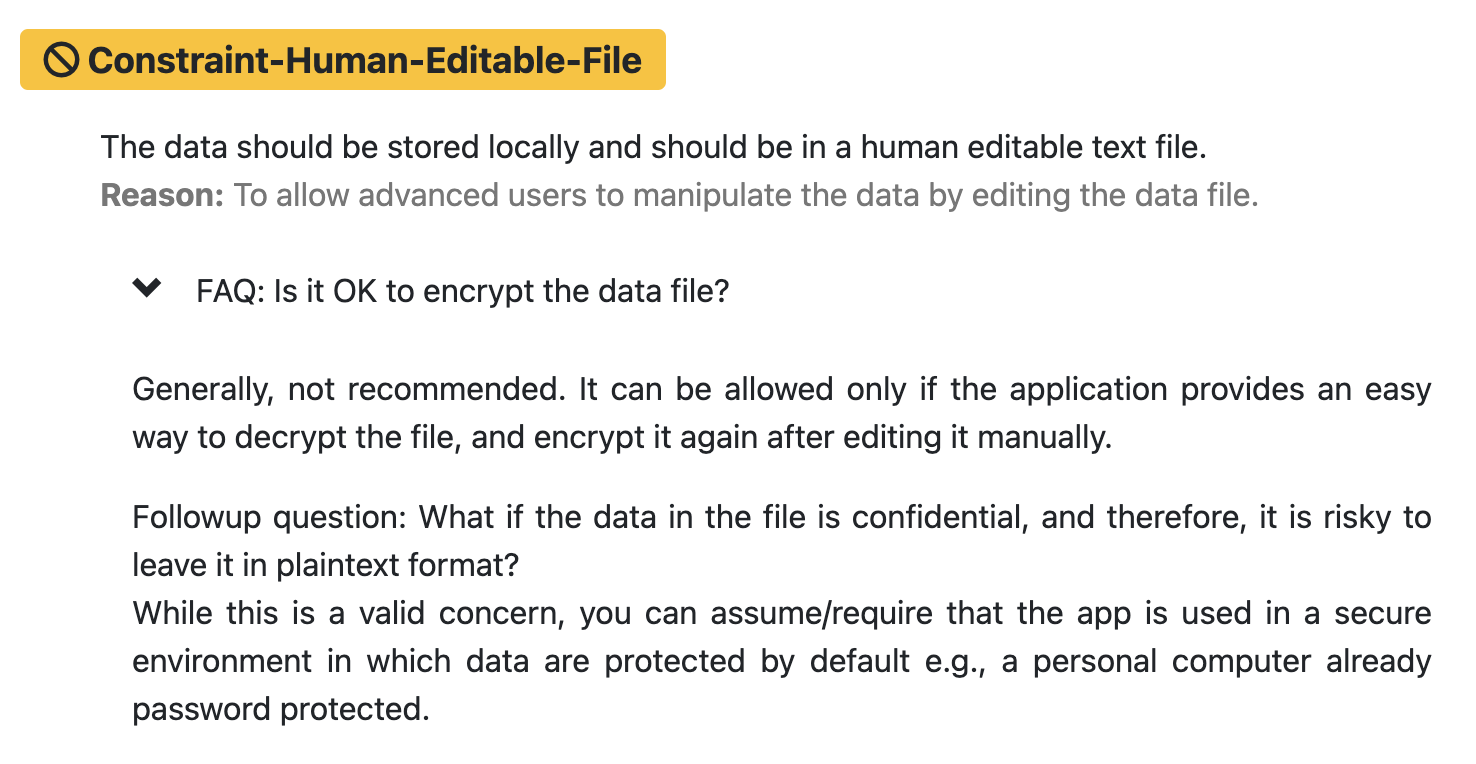 Constraint-Human-Editable-File
The data should be stored locally and should be in a human editable text file.
Reason: To allow advanced users to manipulate the data by editing the data file.
FAQ: Is it OK to encrypt the data file?
Generally, not recommended. It can be allowed only if the application provides an easy
way to decrypt the file, and encrypt it again after editing it manually.
Followup question: What if the data in the file is confidential, and therefore, it is risky to
leave it in plaintext format?
While this is a valid concern, you can assume/require that the app is used in a secure
environment in which data are protected by default e.g., a personal computer already
password protected.